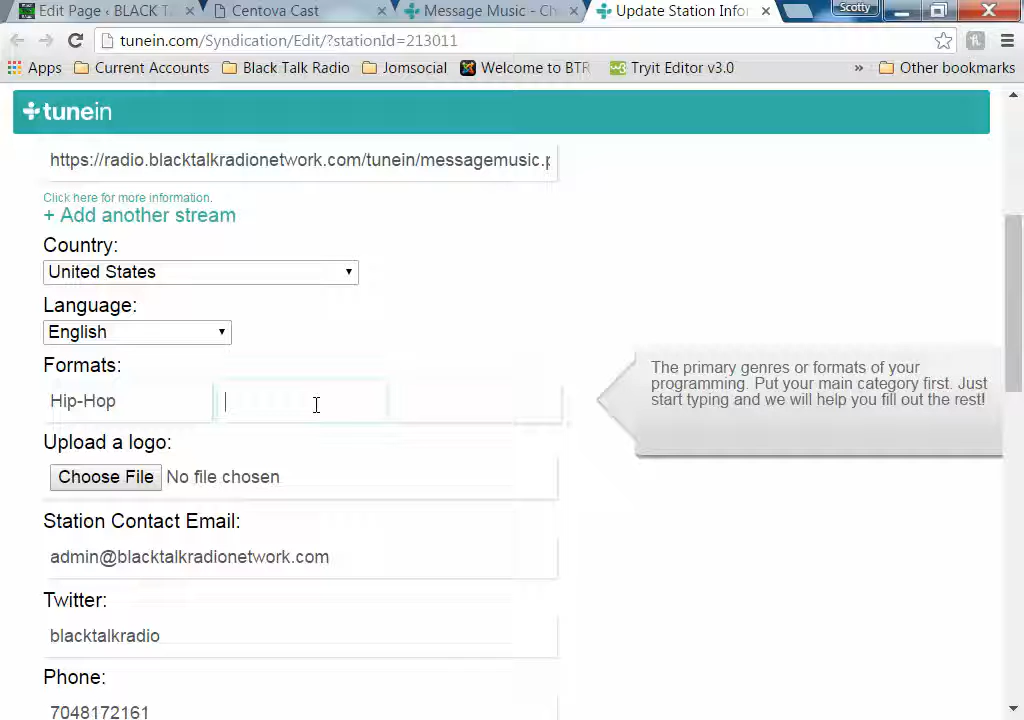 Edit Page ‹ BLACK T
Centova Cast
Message Music - Ch
Update Station Infor
Scotty
tunein.com/Syndication/Edit/?stationId=213011
Apps
Current Accounts
Black Talk Radio
Jomsocial
Welcome to BTR
Tryit Editor v3.0
»
Other bookmarks
tunein
https://radio.blacktalkradionetwork.com/tunein/messagemusic.p
Click here for more information.
+ Add another stream
Country:
United States
Language:
English
Formats:
Hip-Hop
The primary genres or formats of your
programming. Put your main category first. Just
start typing and we will help you fill out the rest!
Upload a logo:
Choose File No file chosen
Station Contact Email:
admin@blacktalkradionetwork.com
Twitter:
blacktalkradio
Phone:
7048172161